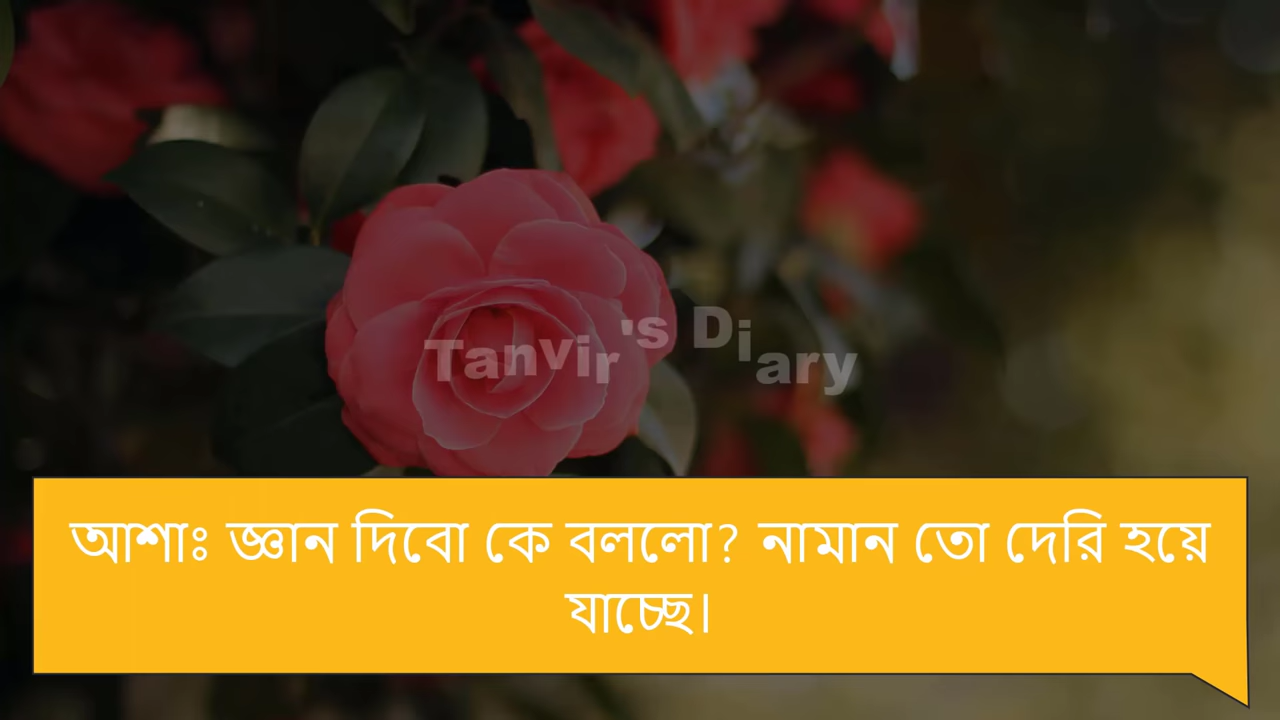 Tanvir's Diary
আশাঃ জ্ঞান দিবো কে বললো? নামান তো দেরি হয়ে
যাচ্ছে।